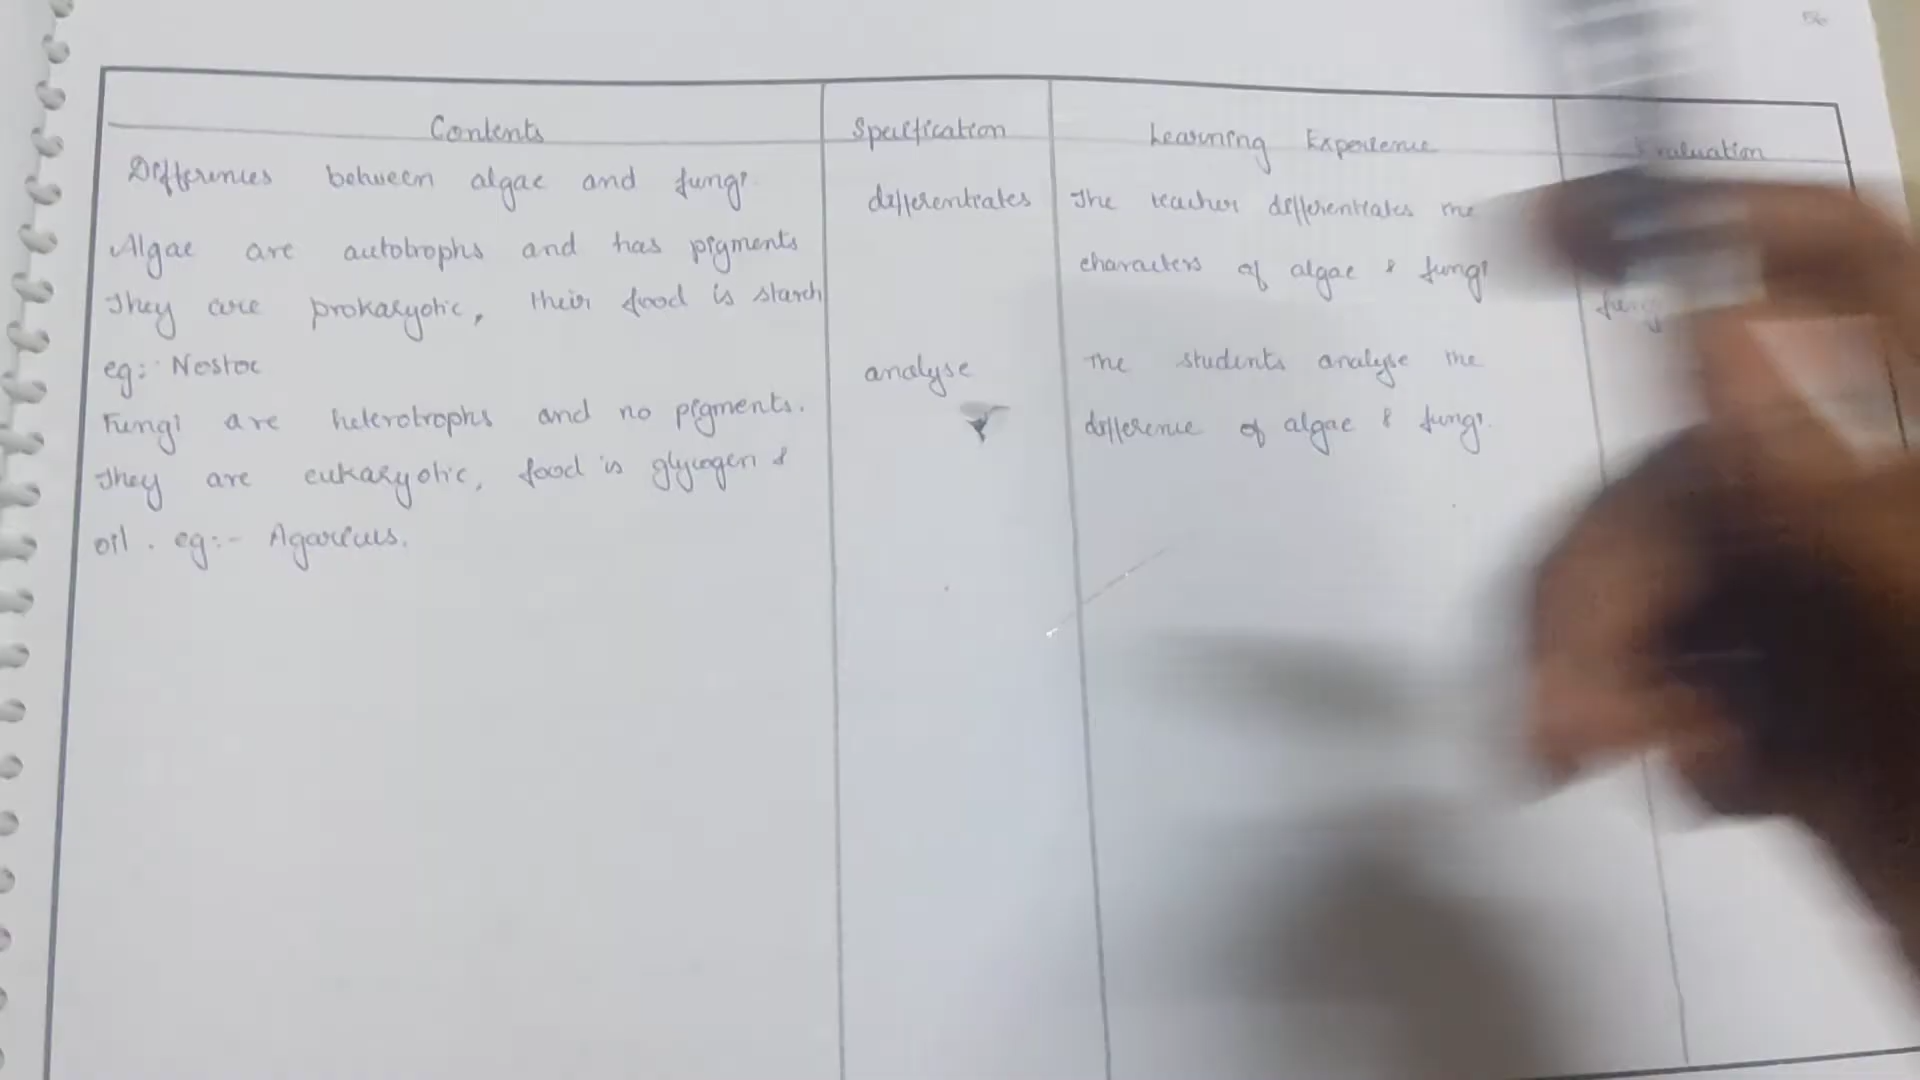 56
Contents
Specification
Learning Experience
Evaluation
Differences between algae and fungi.
Algae are autotrophs and has pigments
They are prokaryotic, their food is starch
eg:- Nostoc
Fungi are heterotrophs and no pigments.
They are eukaryotic, food is glycogen &
oil. eg:- Agaricus.
differentiates
analyse
The teacher differentiates the
characters of algae & fungi
The students analyse the
difference of algae & fungi.